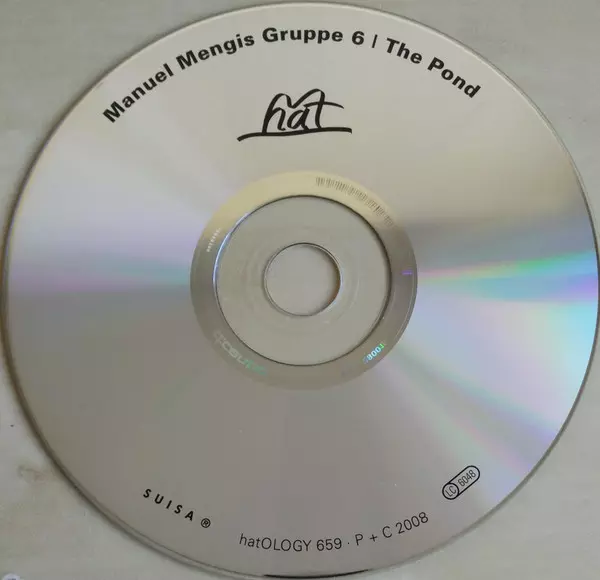 Manuel Mengis Gruppe 6 | The Pond
hat
SUISA ®
hatOLOGY 659 · P + C 2008
LC 6048